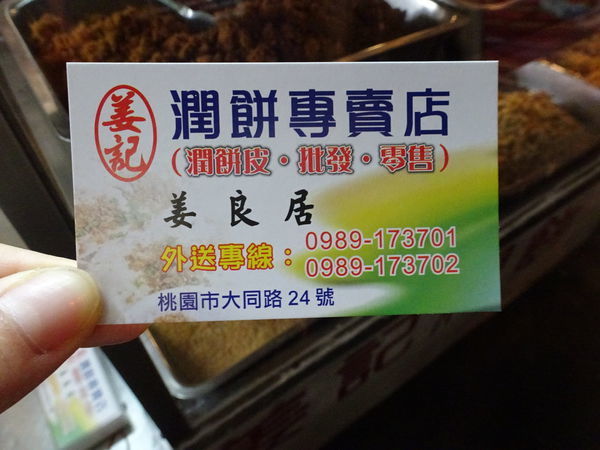 姜記
潤餅專賣店
(潤餅皮・批發・零售)
姜良居
外送專線：
0989-173701
0989-173702
桃園市大同路24號